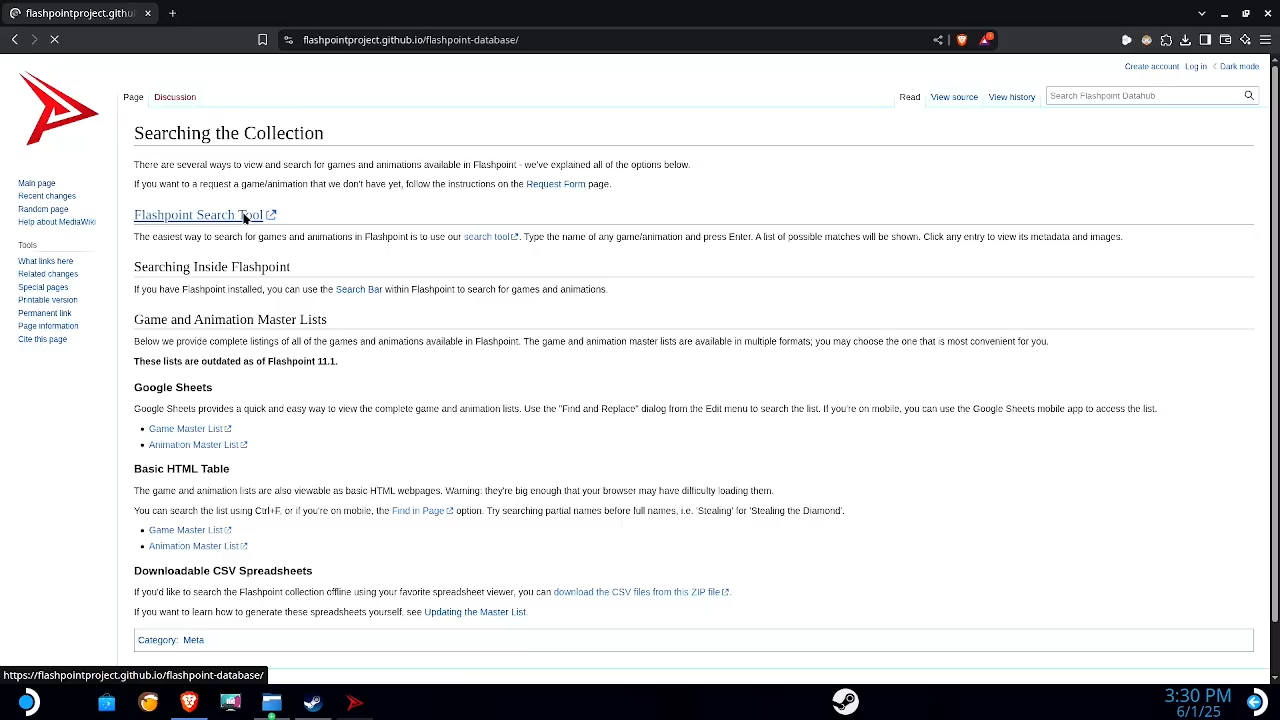 flashpointproject.githu
flashpointproject.github.io/flashpoint-database/
Create account Log in Dark mode
Page Discussion Read View source View history Search Flashpoint Datahub
Searching the Collection
There are several ways to view and search for games and animations available in Flashpoint - we've explained all of the options below.
If you want to a request a game/animation that we don't have yet, follow the instructions on the Request Form page.
Main page
Recent changes
Random page
Help about MediaWiki
Tools
What links here
Related changes
Special pages
Printable version
Permanent link
Page information
Cite this page
Flashpoint Search Tool
The easiest way to search for games and animations in Flashpoint is to use our search tool. Type the name of any game/animation and press Enter. A list of possible matches will be shown. Click any entry to view its metadata and images.
Searching Inside Flashpoint
If you have Flashpoint installed, you can use the Search Bar within Flashpoint to search for games and animations.
Game and Animation Master Lists
Below we provide complete listings of all of the games and animations available in Flashpoint. The game and animation master lists are available in multiple formats; you may choose the one that is most convenient for you.
These lists are outdated as of Flashpoint 11.1.
Google Sheets
Google Sheets provides a quick and easy way to view the complete game and animation lists. Use the "Find and Replace" dialog from the Edit menu to search the list. If you're on mobile, you can use the Google Sheets mobile app to access the list.
• Game Master List
• Animation Master List
Basic HTML Table
The game and animation lists are also viewable as basic HTML webpages. Warning: they're big enough that your browser may have difficulty loading them.
You can search the list using Ctrl+F, or if you're on mobile, the Find in Page option. Try searching partial names before full names, i.e. 'Stealing' for 'Stealing the Diamond'.
• Game Master List
• Animation Master List
Downloadable CSV Spreadsheets
If you'd like to search the Flashpoint collection offline using your favorite spreadsheet viewer, you can download the CSV files from this ZIP file.
If you want to learn how to generate these spreadsheets yourself, see Updating the Master List.
Category: Meta
https://flashpointproject.github.io/flashpoint-database/
3:30 PM
6/1/25